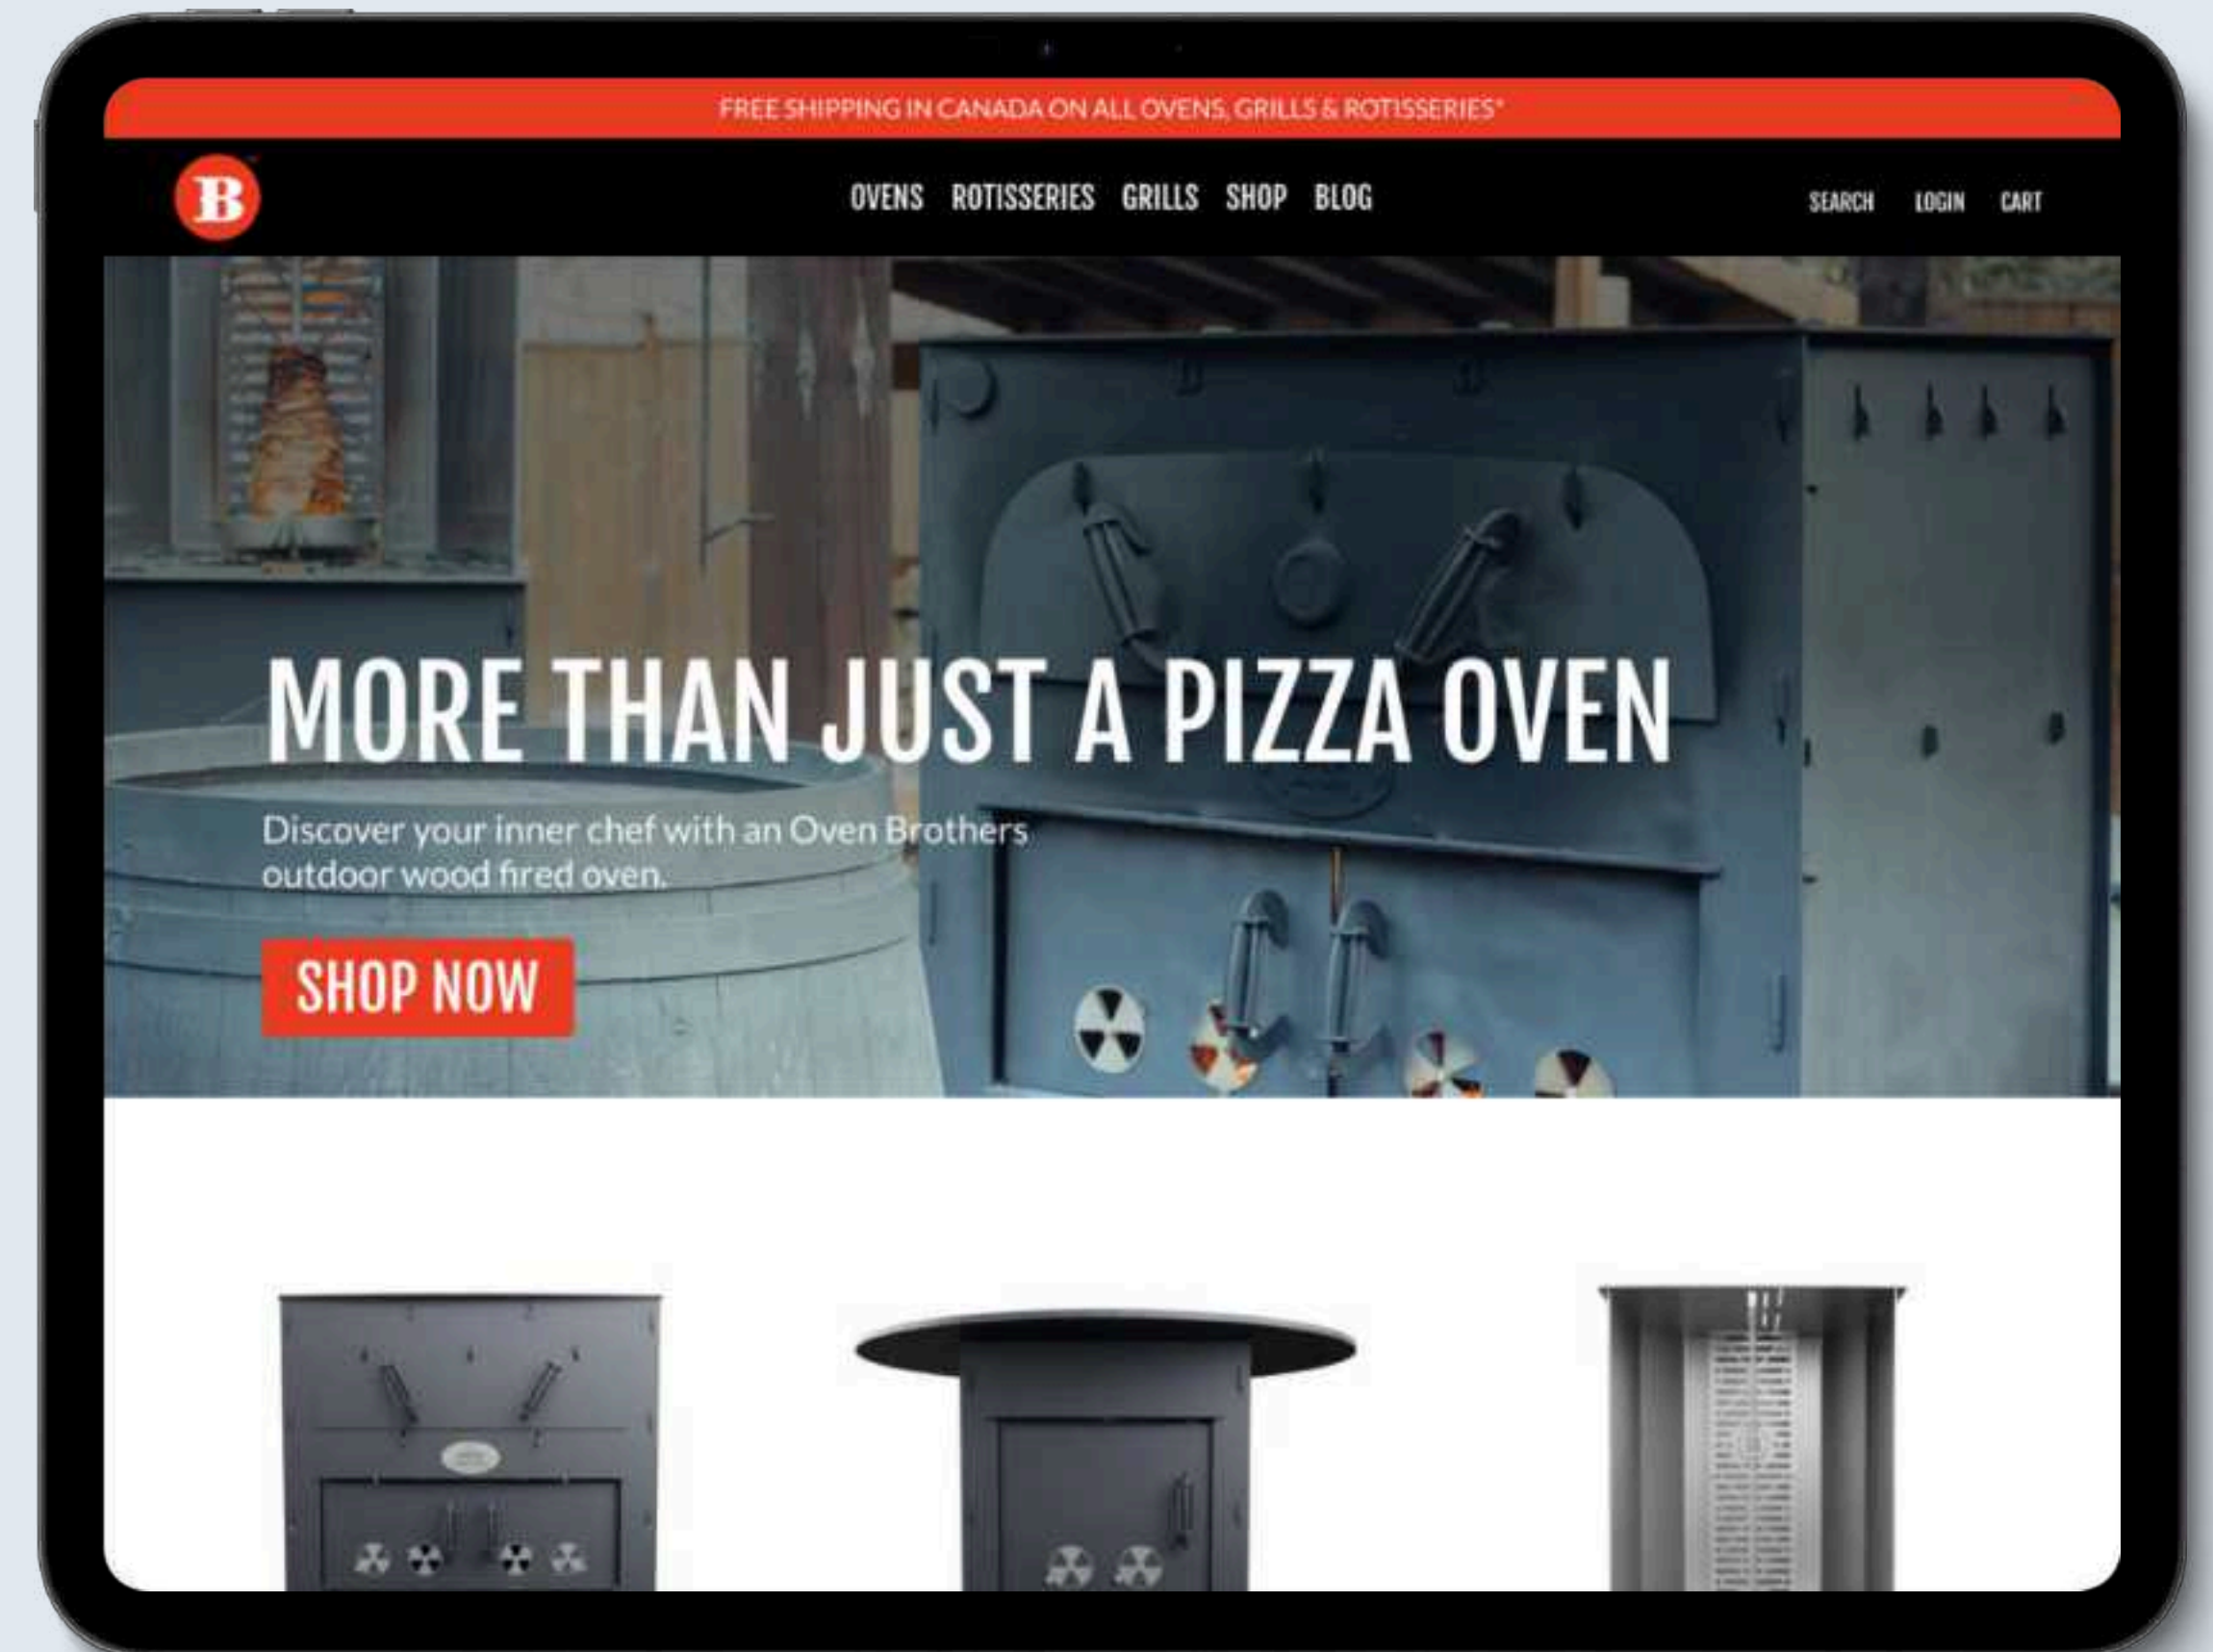 FREE SHIPPING IN CANADA ON ALL OVENS, GRILLS & ROTISSERIES*
B
OVENS ROTISSERIES GRILLS SHOP BLOG
SEARCH LOGIN CART
MORE THAN JUST A PIZZA OVEN
Discover your inner chef with an Oven Brothers
outdoor wood fired oven.
SHOP NOW